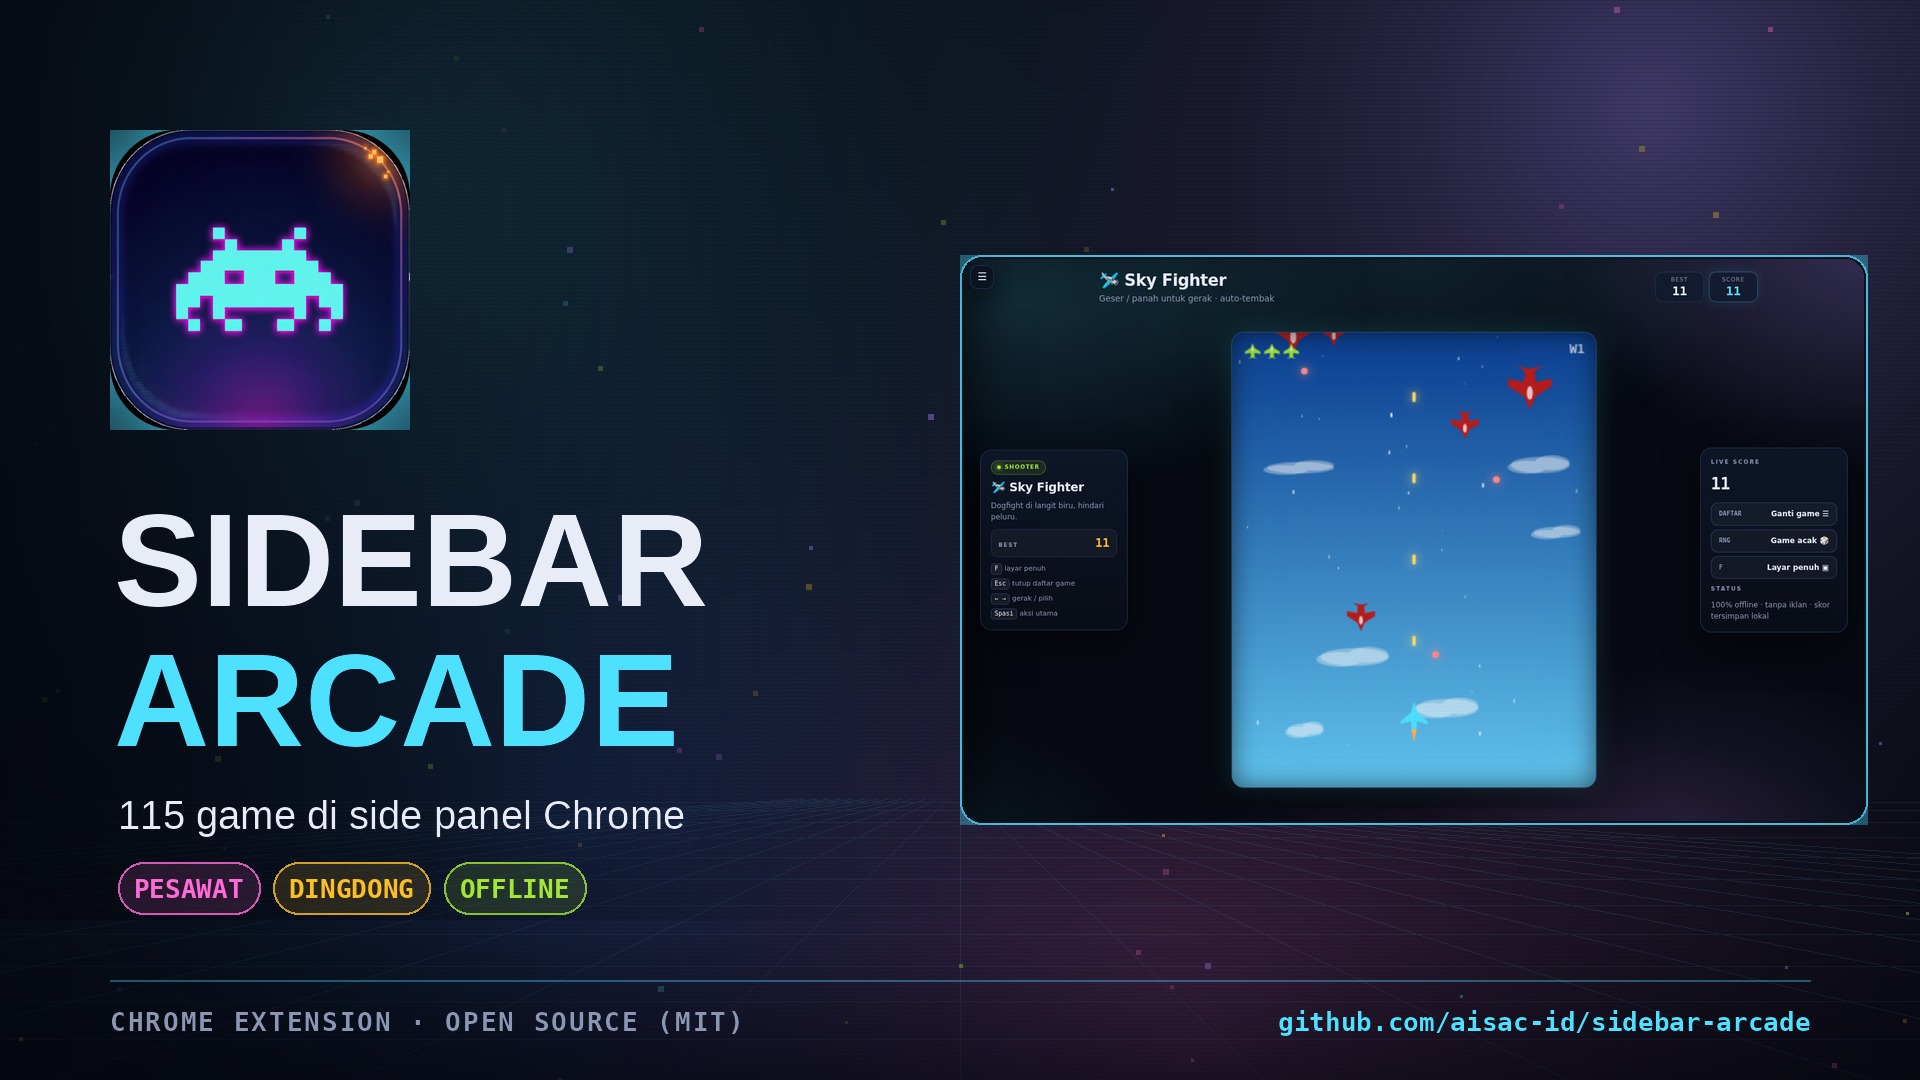 SIDEBAR
ARCADE
115 game di side panel Chrome
PESAWAT DINGDONG OFFLINE
☰ Sky Fighter
Geser / panah untuk gerak · auto-tembak
BEST 11
SCORE 11
W1
SHOOTER
Sky Fighter
Dogfight di langit biru, hindari
peluru.
BEST 11
F layar penuh
Esc tutup daftar game
← → gerak / pilih
Spasi aksi utama
LIVE SCORE
11
DAFTAR Ganti game ☰
RNG Game acak 🎲
F Layar penuh ▣
STATUS
100% offline · tanpa iklan · skor
tersimpan lokal
CHROME EXTENSION · OPEN SOURCE (MIT)
github.com/aisac-id/sidebar-arcade